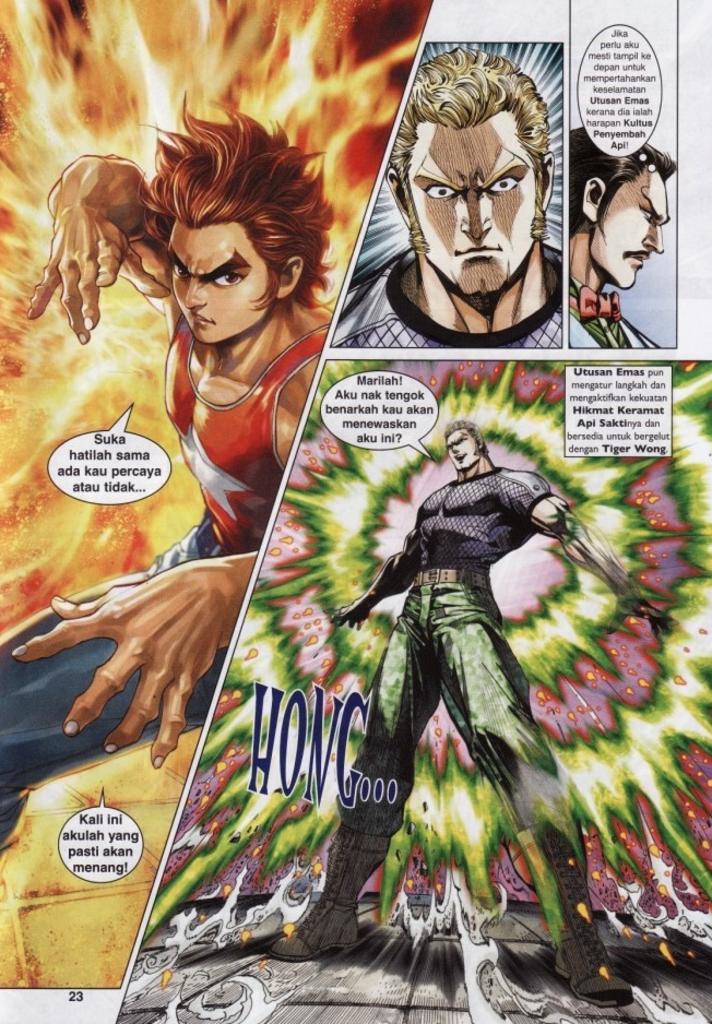 Suka
hatilah sama
ada kau percaya
atau tidak...
Kali ini
akulah yang
pasti akan
menang!
Jika
perlu aku
mesti tampil ke
depan untuk
mempertahankan
keselamatan
Utusan Emas
kerana dia ialah
harapan Kultus
Penyembah
Api!
Marilah!
Aku nak tengok
benarkah kau akan
menewaskan
aku ini?
Utusan Emas pun
mengatur langkah dan
mengaktifkan kekuatan
Hikmat Keramat
Api Saktinya dan
bersedia untuk bergelut
dengan Tiger Wong.
HONG...
23